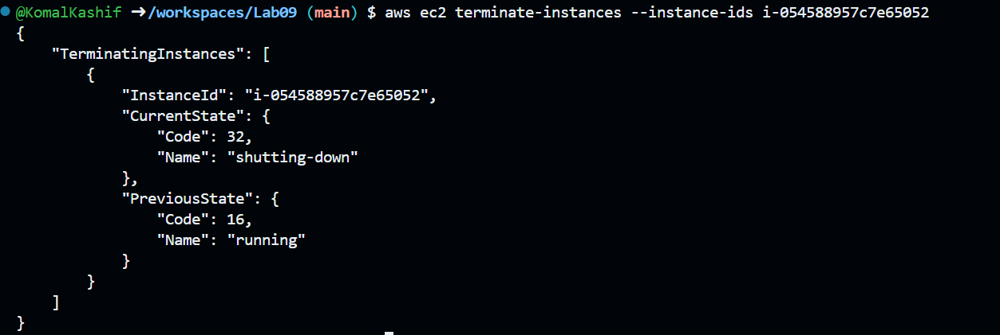 @KomalKashif ➜/workspaces/Lab09 (main) $ aws ec2 terminate-instances --instance-ids i-054588957c7e65052
{
    "TerminatingInstances": [
        {
            "InstanceId": "i-054588957c7e65052",
            "CurrentState": {
                "Code": 32,
                "Name": "shutting-down"
            },
            "PreviousState": {
                "Code": 16,
                "Name": "running"
            }
        }
    ]
}